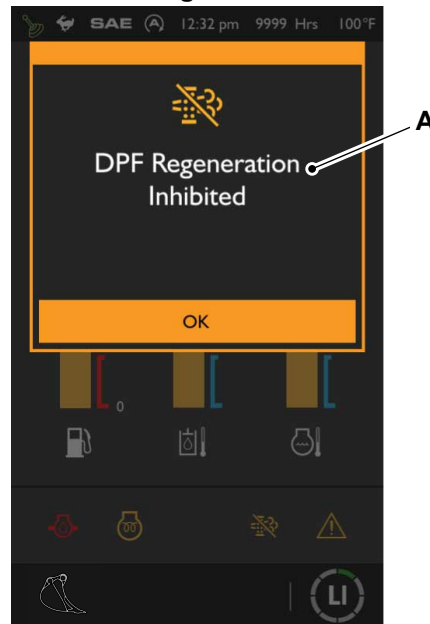 SAE A 12:32 pm 9999 Hrs 100°F
DPF Regeneration
Inhibited
A
OK
0
LI